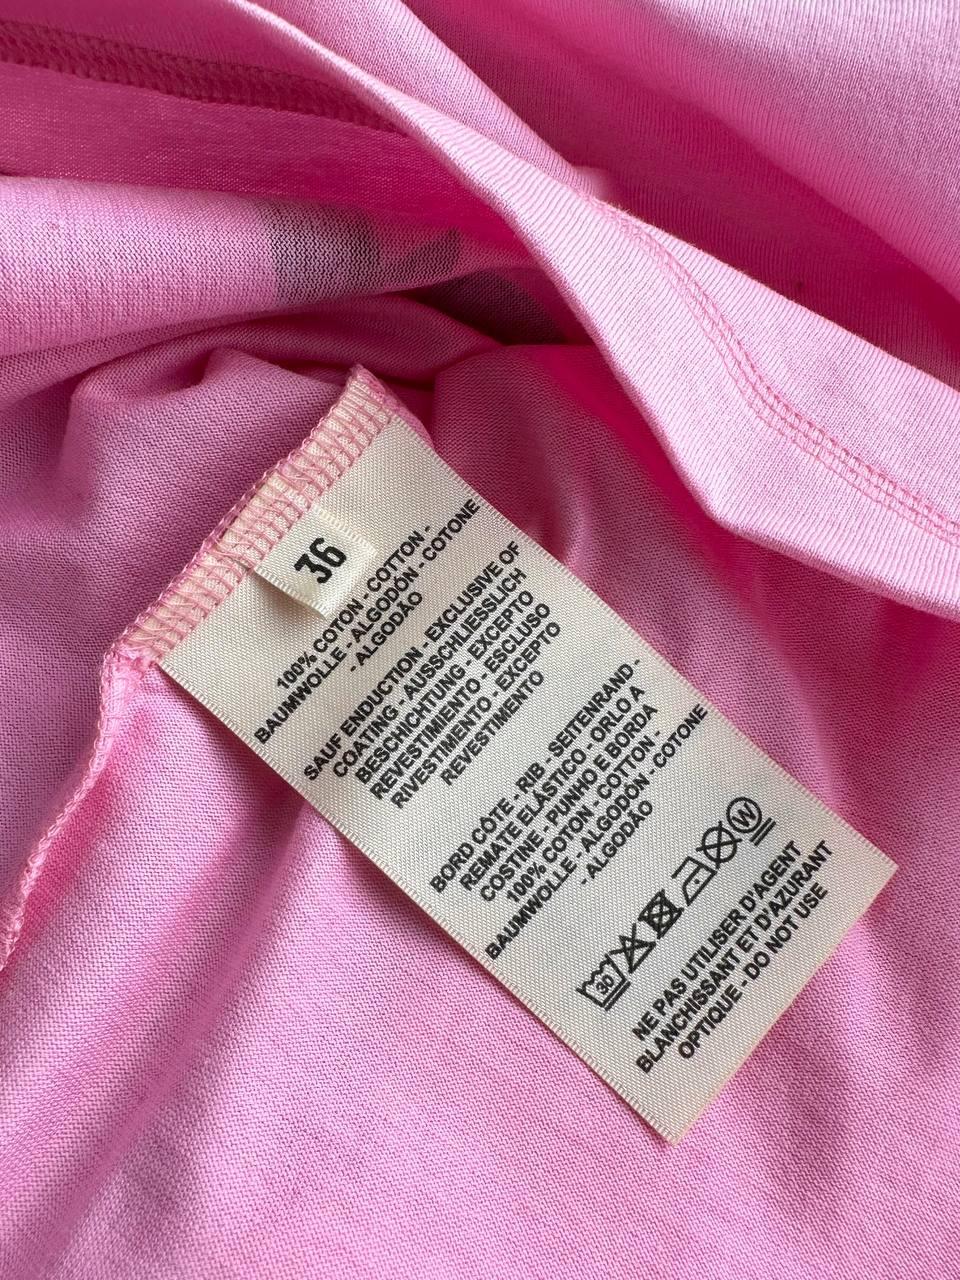 36
100% COTON - COTTON -
BAUMWOLLE - ALGODÓN - COTONE
- ALGODÃO
SAUF ENDUCTION - EXCLUSIVE OF
COATING - AUSSCHLIESSLICH
BESCHICHTUNG - EXCEPTO
REVESTIMIENTO - ESCLUSO
RIVESTIMENTO - EXCEPTO
REVESTIMENTO
BORD CÔTE - RIB - SEITENRAND -
REMATE ELÁSTICO - ORLO A
COSTINE - PUNHO E BORDA
100% COTON - COTTON -
BAUMWOLLE - ALGODÓN - COTONE
- ALGODÃO
30 W
NE PAS UTILISER D'AGENT
BLANCHISSANT ET D'AZURANT
OPTIQUE - DO NOT USE